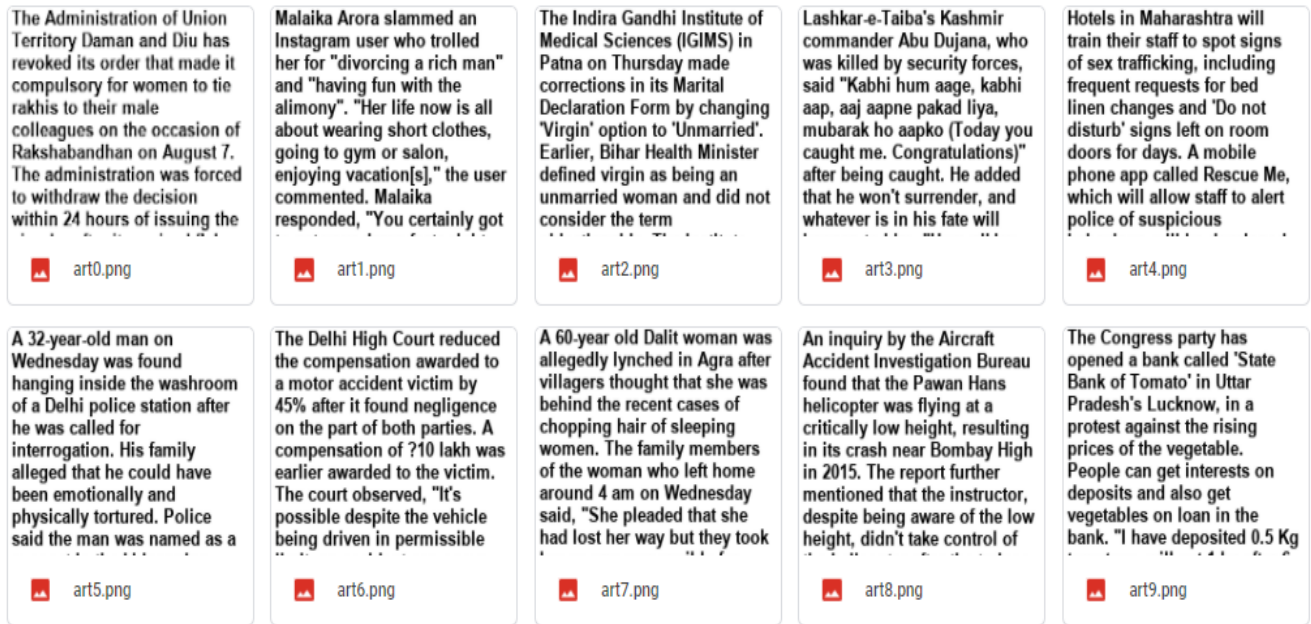 The Administration of Union
Territory Daman and Diu has
revoked its order that made it
compulsory for women to tie
rakhis to their male
colleagues on the occasion of
Rakshabandhan on August 7.
The administration was forced
to withdraw the decision
within 24 hours of issuing the
art0.png
Malaika Arora slammed an
Instagram user who trolled
her for "divorcing a rich man"
and "having fun with the
alimony". "Her life now is all
about wearing short clothes,
going to gym or salon,
enjoying vacation[s]," the user
commented. Malaika
responded, "You certainly got
art1.png
The Indira Gandhi Institute of
Medical Sciences (IGIMS) in
Patna on Thursday made
corrections in its Marital
Declaration Form by changing
'Virgin' option to 'Unmarried'.
Earlier, Bihar Health Minister
defined virgin as being an
unmarried woman and did not
consider the term
art2.png
Lashkar-e-Taiba's Kashmir
commander Abu Dujana, who
was killed by security forces,
said "Kabhi hum aage, kabhi
aap, aaj aapne pakad liya,
mubarak ho aapko (Today you
caught me. Congratulations)"
after being caught. He added
that he won't surrender, and
whatever is in his fate will
art3.png
Hotels in Maharashtra will
train their staff to spot signs
of sex trafficking, including
frequent requests for bed
linen changes and 'Do not
disturb' signs left on room
doors for days. A mobile
phone app called Rescue Me,
which will allow staff to alert
police of suspicious
art4.png
A 32-year-old man on
Wednesday was found
hanging inside the washroom
of a Delhi police station after
he was called for
interrogation. His family
alleged that he could have
been emotionally and
physically tortured. Police
said the man was named as a
art5.png
The Delhi High Court reduced
the compensation awarded to
a motor accident victim by
45% after it found negligence
on the part of both parties. A
compensation of ?10 lakh was
earlier awarded to the victim.
The court observed, "It's
possible despite the vehicle
being driven in permissible
art6.png
A 60-year old Dalit woman was
allegedly lynched in Agra after
villagers thought that she was
behind the recent cases of
chopping hair of sleeping
women. The family members
of the woman who left home
around 4 am on Wednesday
said, "She pleaded that she
had lost her way but they took
art7.png
An inquiry by the Aircraft
Accident Investigation Bureau
found that the Pawan Hans
helicopter was flying at a
critically low height, resulting
in its crash near Bombay High
in 2015. The report further
mentioned that the instructor,
despite being aware of the low
height, didn't take control of
art8.png
The Congress party has
opened a bank called 'State
Bank of Tomato' in Uttar
Pradesh's Lucknow, in a
protest against the rising
prices of the vegetable.
People can get interests on
deposits and also get
vegetables on loan in the
bank. "I have deposited 0.5 Kg
art9.png